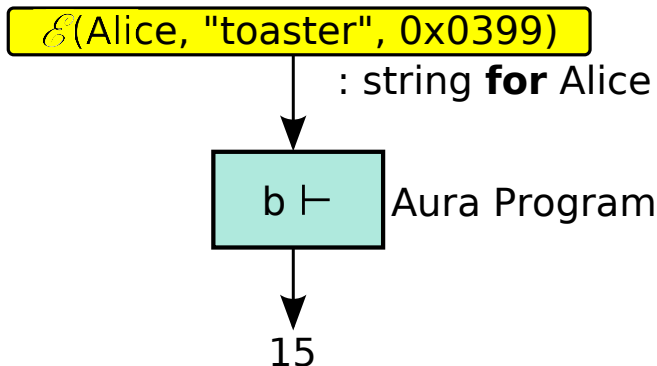 ℰ(Alice, "toaster", 0x0399)
: string for Alice
b ⊢ Aura Program
15